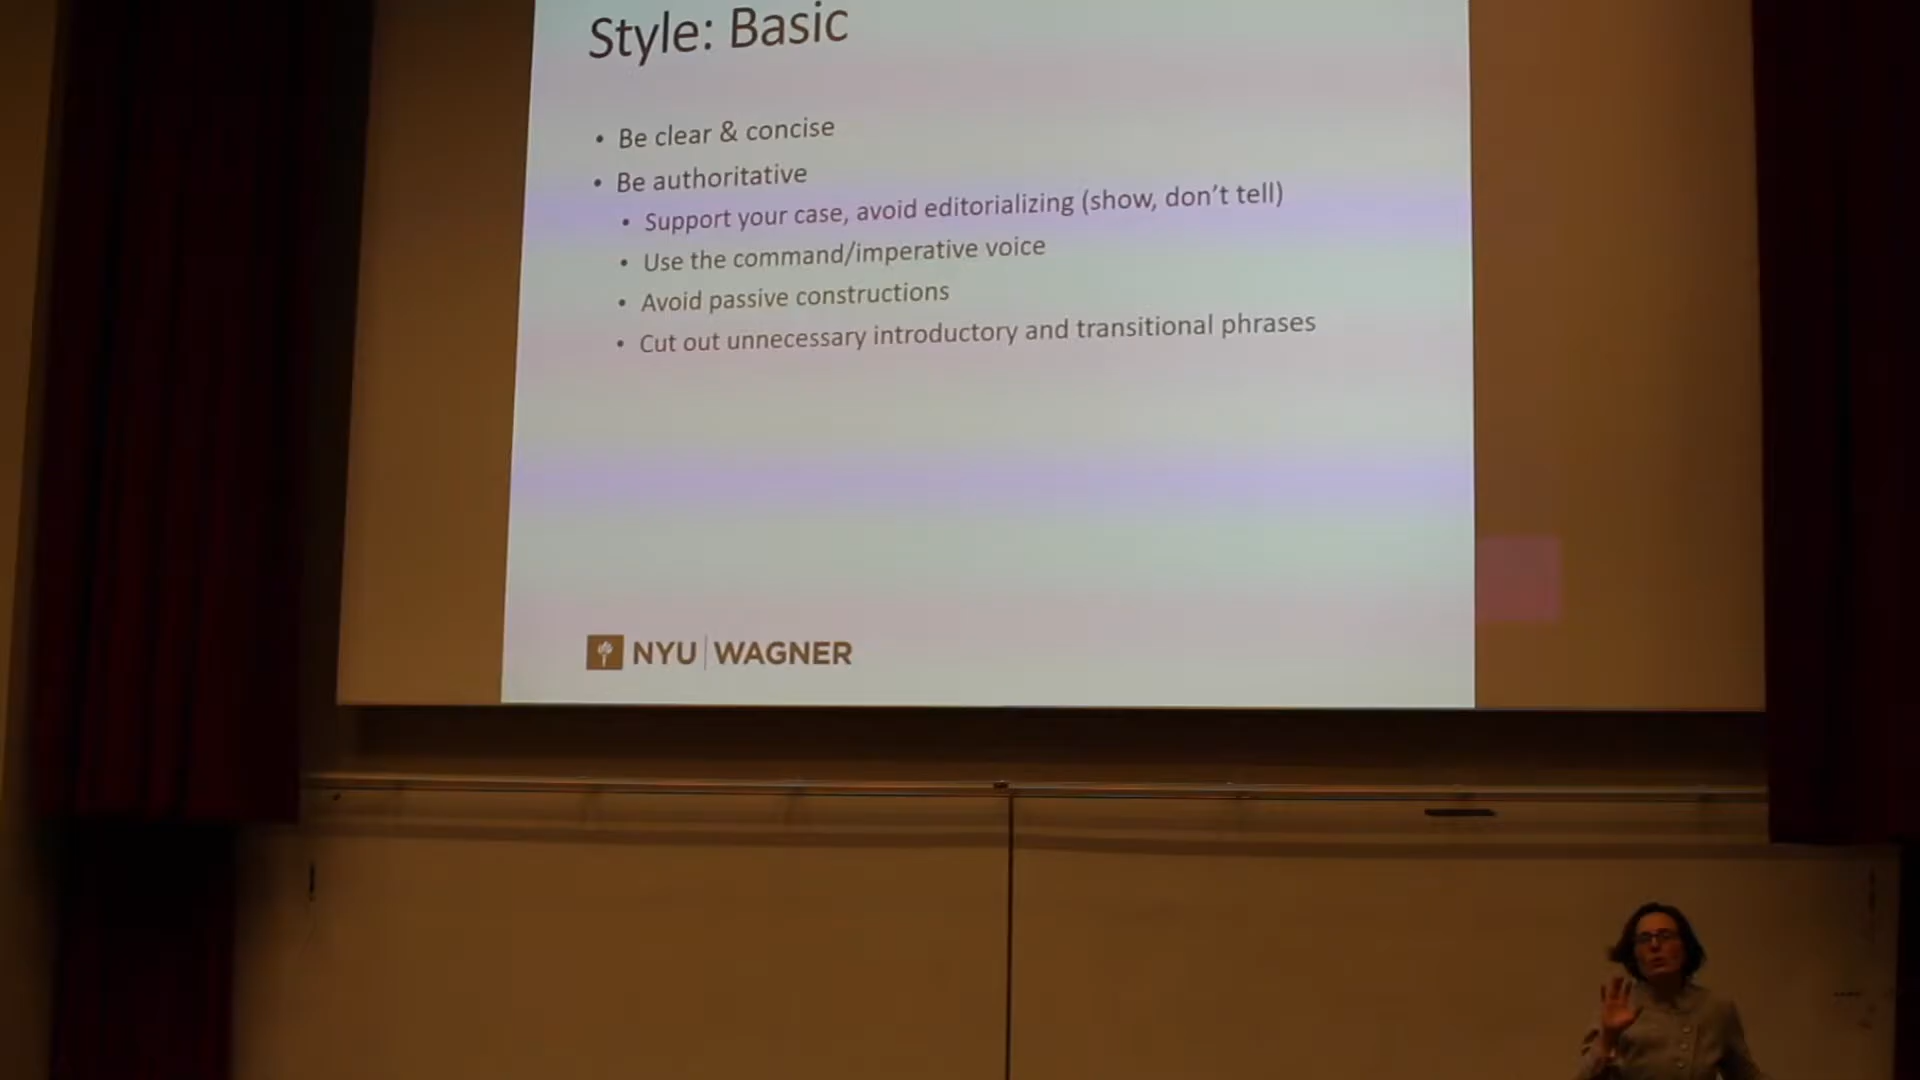 Style: Basic
• Be clear & concise
• Be authoritative
• Support your case, avoid editorializing (show, don't tell)
• Use the command/imperative voice
• Avoid passive constructions
• Cut out unnecessary introductory and transitional phrases
NYU | WAGNER